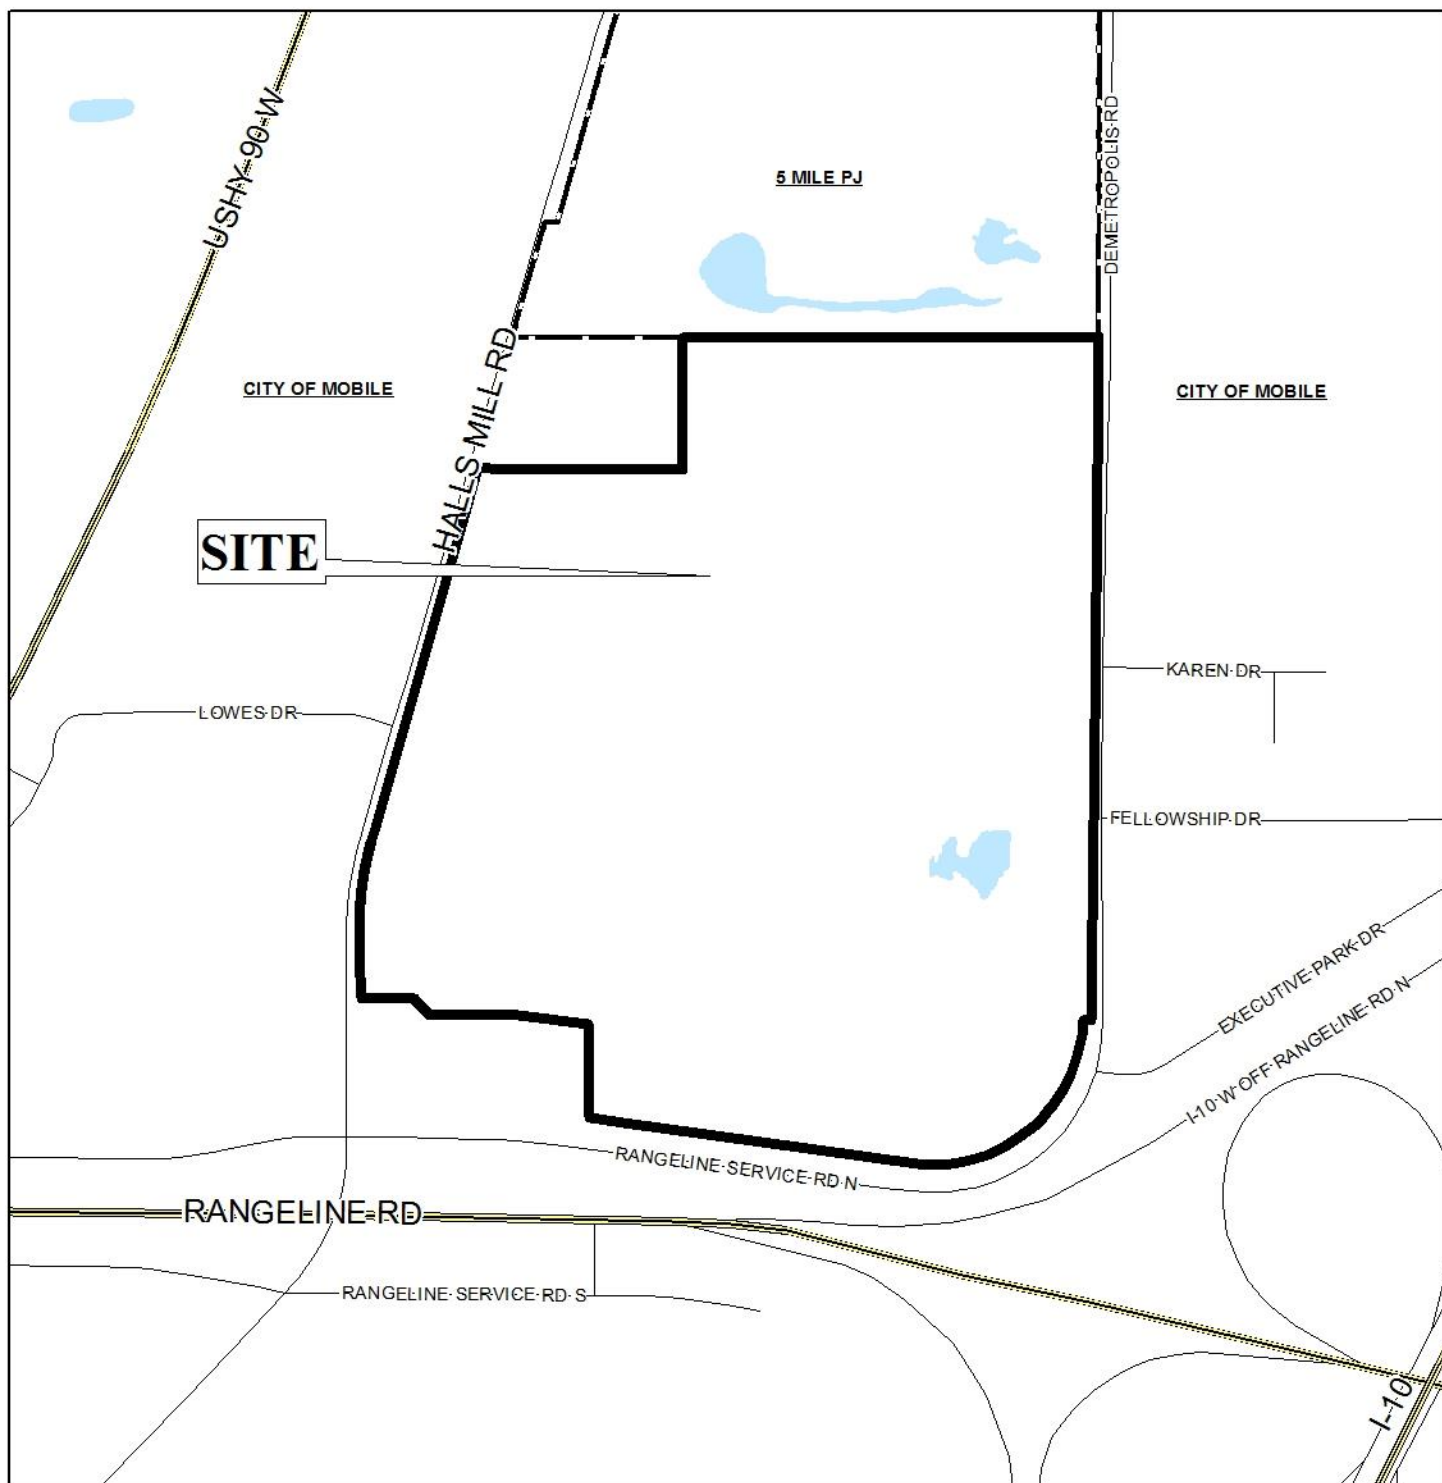 USHY 90 W
DEMETROPOLIS RD
5 MILE PJ
HALLS MILL RD
CITY OF MOBILE
CITY OF MOBILE
SITE
KAREN DR
LOWES DR
FELLOWSHIP DR
EXECUTIVE PARK DR
I-10 W OFF RANGELINE RD N
RANGELINE SERVICE RD N
RANGELINE RD
RANGELINE SERVICE RD S
I-10